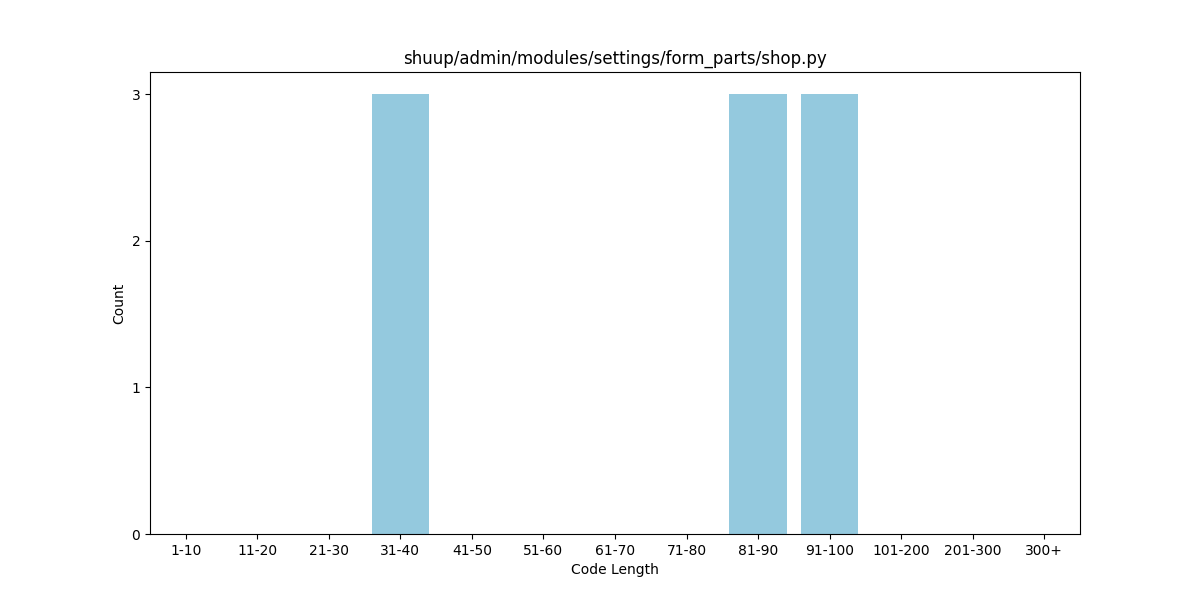 shuup/admin/modules/settings/form_parts/shop.py
3
2
1
0
Count
1-10 11-20 21-30 31-40 41-50 51-60 61-70 71-80 81-90 91-100 101-200 201-300 300+
Code Length